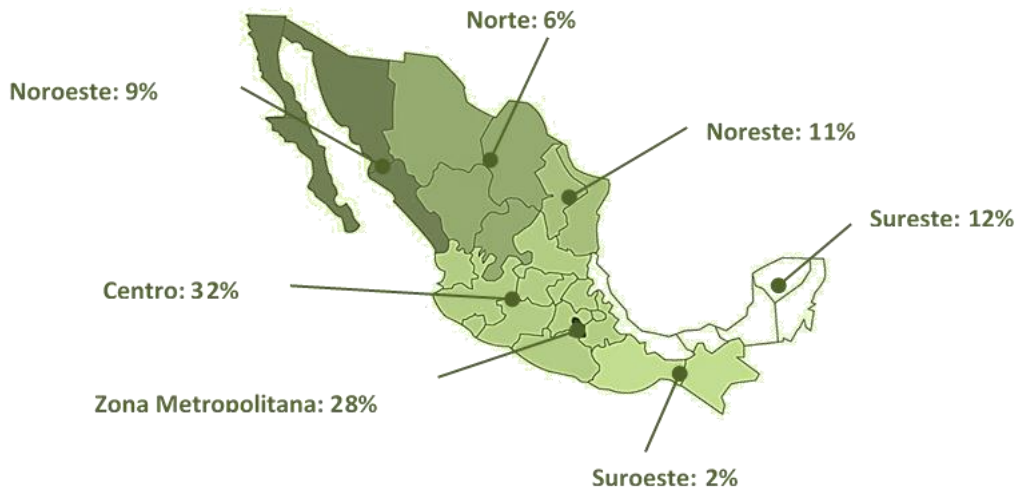 Norte: 6%
Noroeste: 9%
Noreste: 11%
Sureste: 12%
Centro: 32%
Zona Metropolitana: 28%
Suroeste: 2%